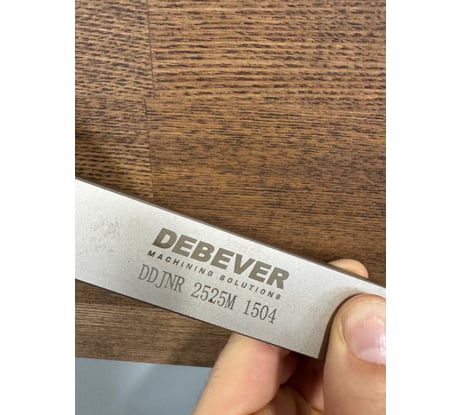 DEBEVER
MACHINING SOLUTIONS
DDJNR 2525M 1504